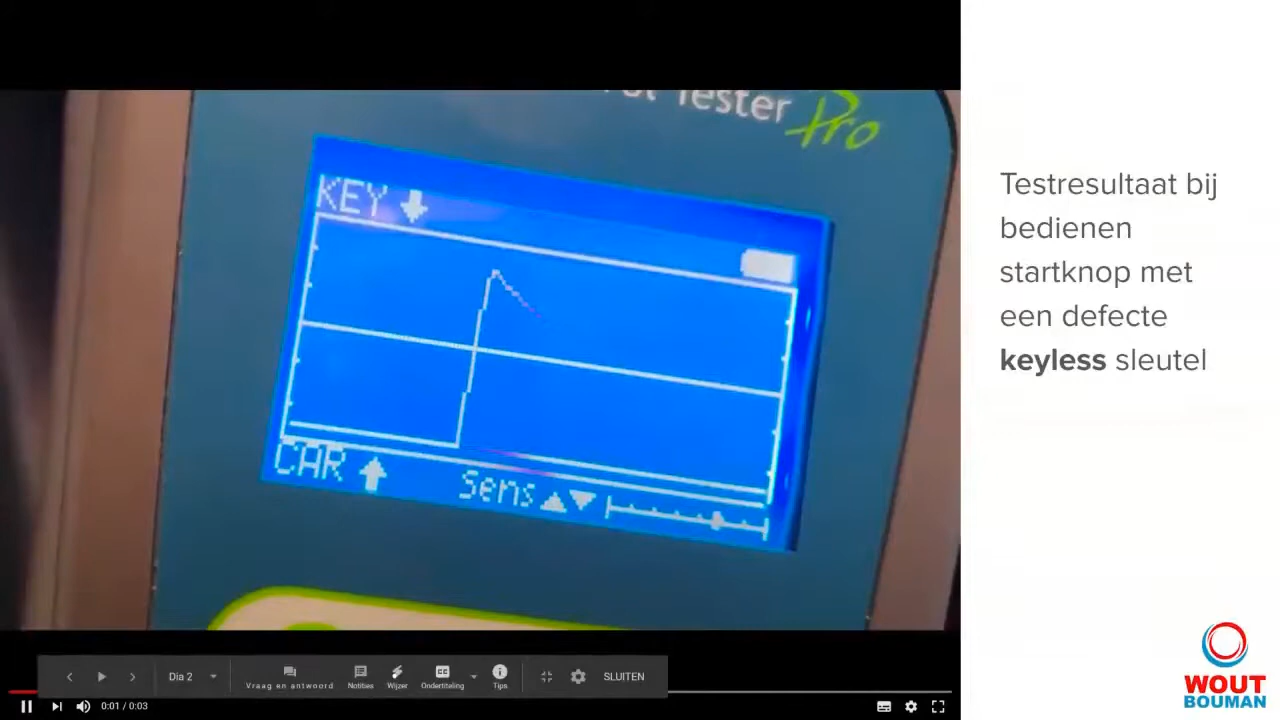 Tester Pro
KEY
CAR
Sens
Testresultaat bij
bedienen
startknop met
een defecte
keyless sleutel
Dia 2
Vraag en antwoord
Notities
Wijzer
CC
Ondertiteling
Tips
SLUITEN
0:01 / 0:03
WOUT
BOUMAN